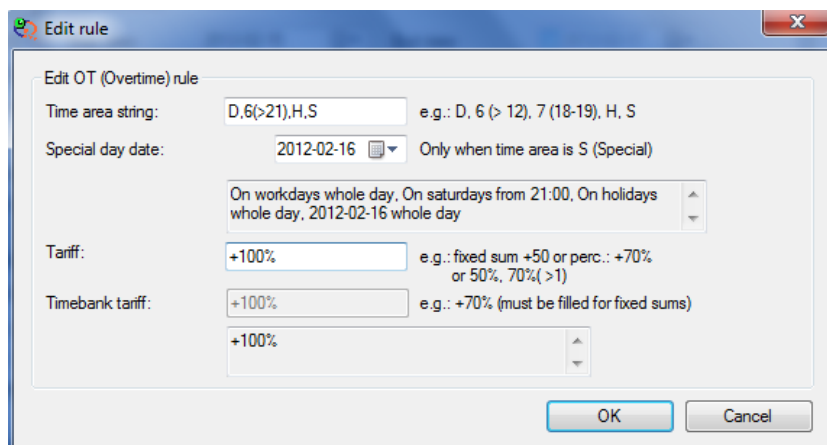 Edit rule
Edit OT (Overtime) rule
Time area string: D,6(>21),H,S e.g.: D, 6 (> 12), 7 (18-19), H, S
Special day date: 2012-02-16 Only when time area is S (Special)
On workdays whole day, On saturdays from 21:00, On holidays
whole day, 2012-02-16 whole day
Tariff: +100% e.g.: fixed sum +50 or perc.: +70%
or 50%, 70%( >1)
Timebank tariff: +100% e.g.: +70% (must be filled for fixed sums)
+100%
OK Cancel